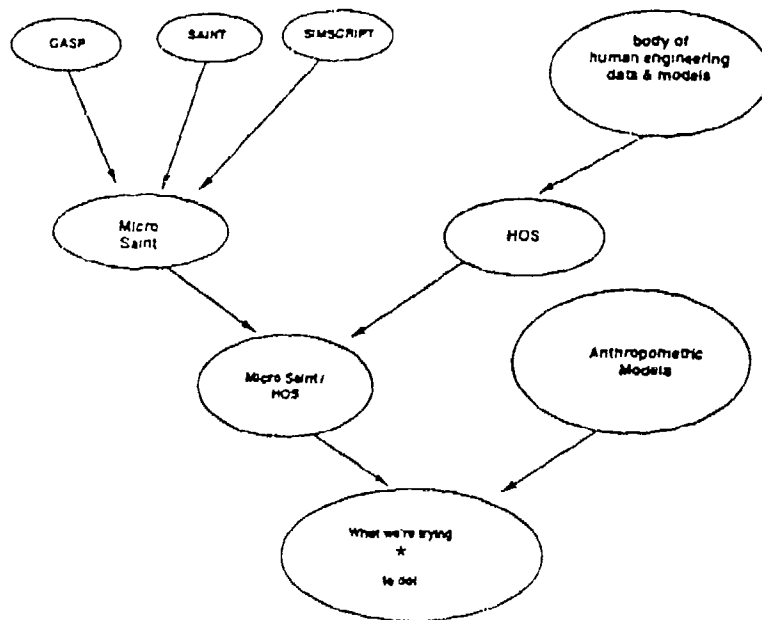 GASP
SAINT
SIMSCRIPT
body of
human engineering
data & models
Micro
Saint
HOS
Micro Saint /
HOS
Anthropometric
Models
What we're trying
*
to do!